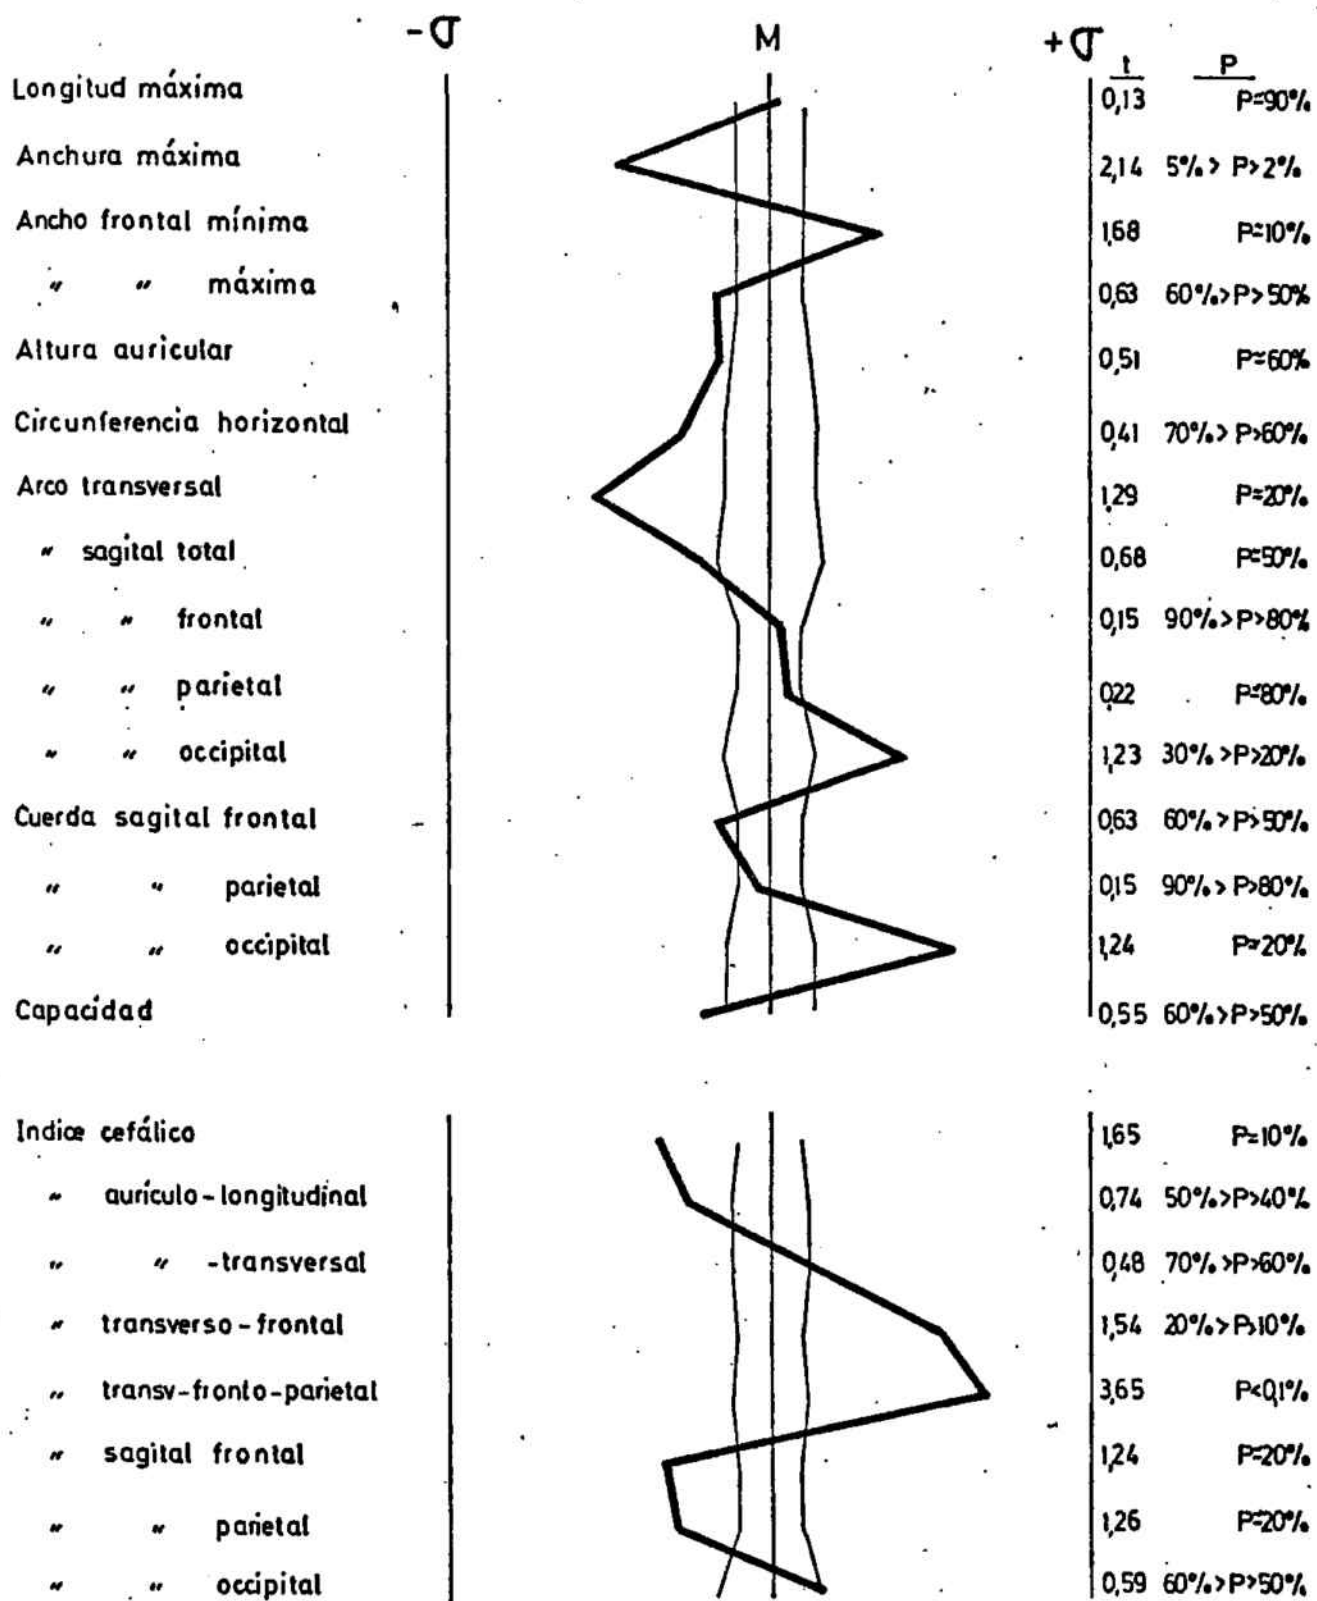 -σ M +σ
t P
Longitud máxima 0,13 P≈90%
Anchura máxima 2,14 5%>P>2%
Ancho frontal mínima 1,68 P≈10%
" " máxima 0,63 60%>P>50%
Altura auricular 0,51 P≈60%
Circunferencia horizontal 0,41 70%>P>60%
Arco transversal 1,29 P≈20%
" sagital total 0,68 P≈50%
" " frontal 0,15 90%>P>80%
" " parietal 0,22 P≈80%
" " occipital 1,23 30%>P>20%
Cuerda sagital frontal 0,63 60%>P>50%
" " parietal 0,15 90%>P>80%
" " occipital 1,24 P≈20%
Capacidad 0,55 60%>P>50%
Indice cefálico 1,65 P≈10%
" aurículo-longitudinal 0,74 50%>P>40%
" " -transversal 0,48 70%>P>60%
" transverso-frontal 1,54 20%>P>10%
" transv-fronto-parietal 3,65 P<0,1%
" sagital frontal 1,24 P≈20%
" " parietal 1,26 P≈20%
" " occipital 0,59 60%>P>50%